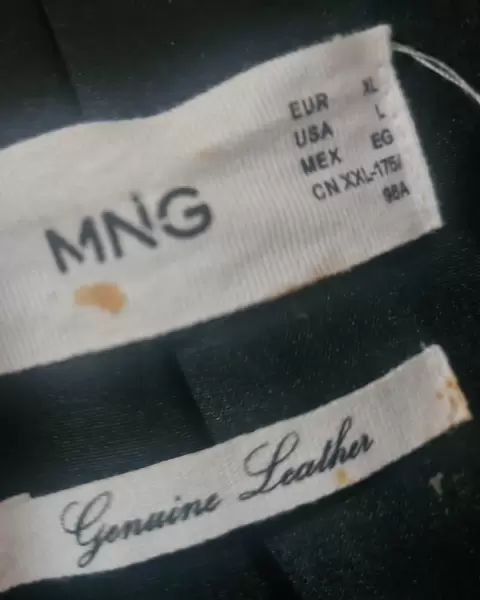 MNG
EUR XL
USA L
MEX EG
CN XXL-175/
98A
Genuine Leather